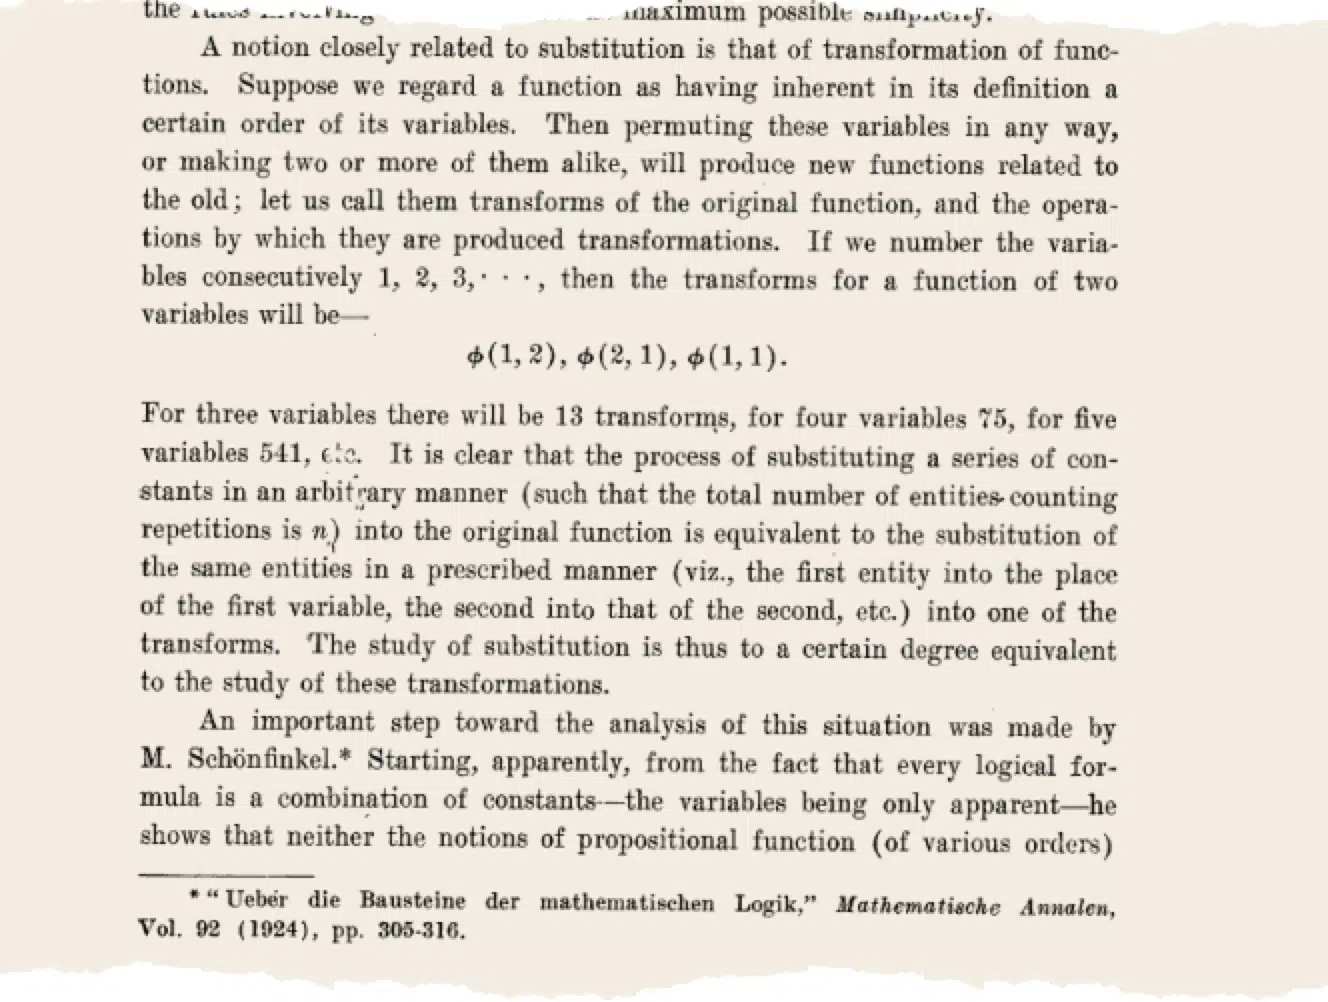 the maximum possible
A notion closely related to substitution is that of transformation of func-
tions. Suppose we regard a function as having inherent in its definition a
certain order of its variables. Then permuting these variables in any way,
or making two or more of them alike, will produce new functions related to
the old; let us call them transforms of the original function, and the opera-
tions by which they are produced transformations. If we number the varia-
bles consecutively 1, 2, 3,· · ·, then the transforms for a function of two
variables will be—
ϕ(1, 2), ϕ(2, 1), ϕ(1, 1).
For three variables there will be 13 transforms, for four variables 75, for five
variables 541, etc. It is clear that the process of substituting a series of con-
stants in an arbitrary manner (such that the total number of entities counting
repetitions is n) into the original function is equivalent to the substitution of
the same entities in a prescribed manner (viz., the first entity into the place
of the first variable, the second into that of the second, etc.) into one of the
transforms. The study of substitution is thus to a certain degree equivalent
to the study of these transformations.
An important step toward the analysis of this situation was made by
M. Schönfinkel.* Starting, apparently, from the fact that every logical for-
mula is a combination of constants—the variables being only apparent—he
shows that neither the notions of propositional function (of various orders)
* “Ueber die Bausteine der mathematischen Logik,” Mathematische Annalen,
Vol. 92 (1924), pp. 305-316.